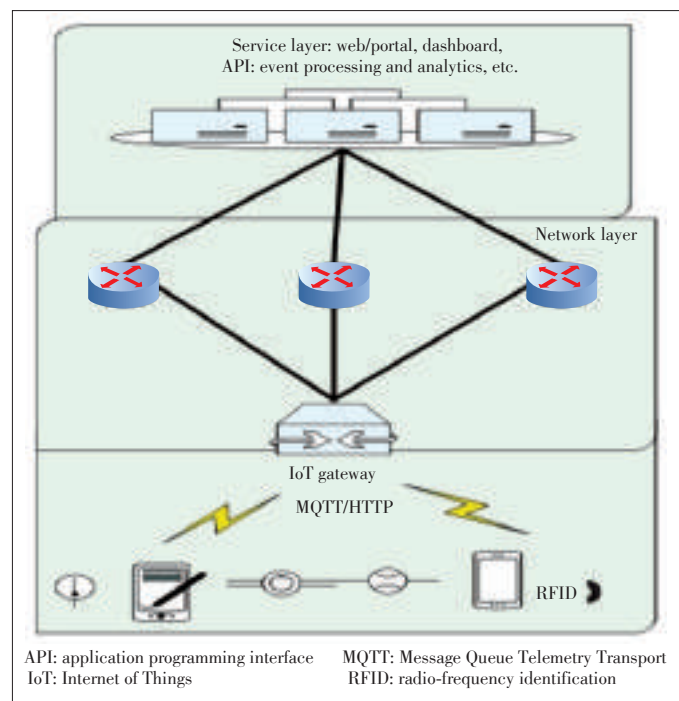 Service layer: web/portal, dashboard,
API: event processing and analytics, etc.
Network layer
IoT gateway
MQTT/HTTP
RFID
API: application programming interface MQTT: Message Queue Telemetry Transport
IoT: Internet of Things RFID: radio-frequency identification